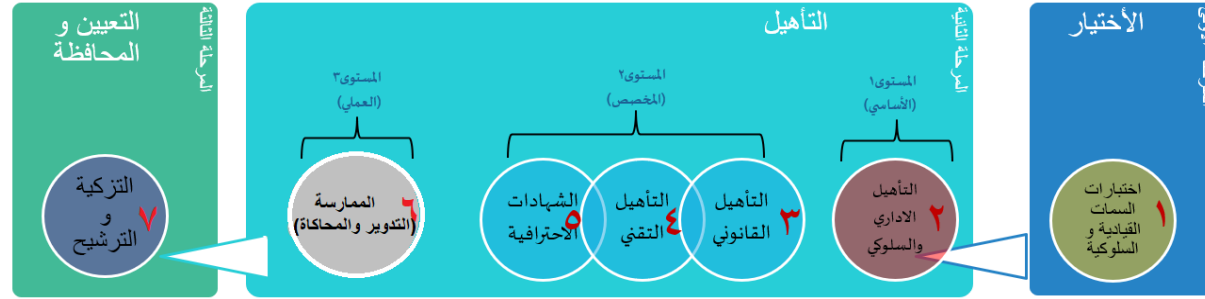 الأختيار
اختبارات
السمات
القيادية و
السلوكية
١
المرحلة الثانية
التأهيل
المستوى١
(الأساسي)
التأهيل
الاداري
والسلوكي
٢
المستوى٢
(المخصص)
التأهيل
القانوني
٣
التأهيل
التقني
٤
الشهادات
الاحترافية
٥
المستوى٣
(العملي)
الممارسة
(التدوير والمحاكاة)
٦
المرحلة الثالثة
التعيين و
المحافظة
التزكية
و
الترشيح
٧